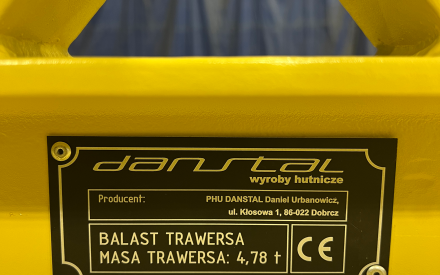 danstal
wyroby hutnicze
Producent: PHU DANSTAL Daniel Urbanowicz,
ul. Kłosowa 1, 86-022 Dobrcz
BALAST TRAWERSA
MASA TRAWERSA: 4,78 t
CE